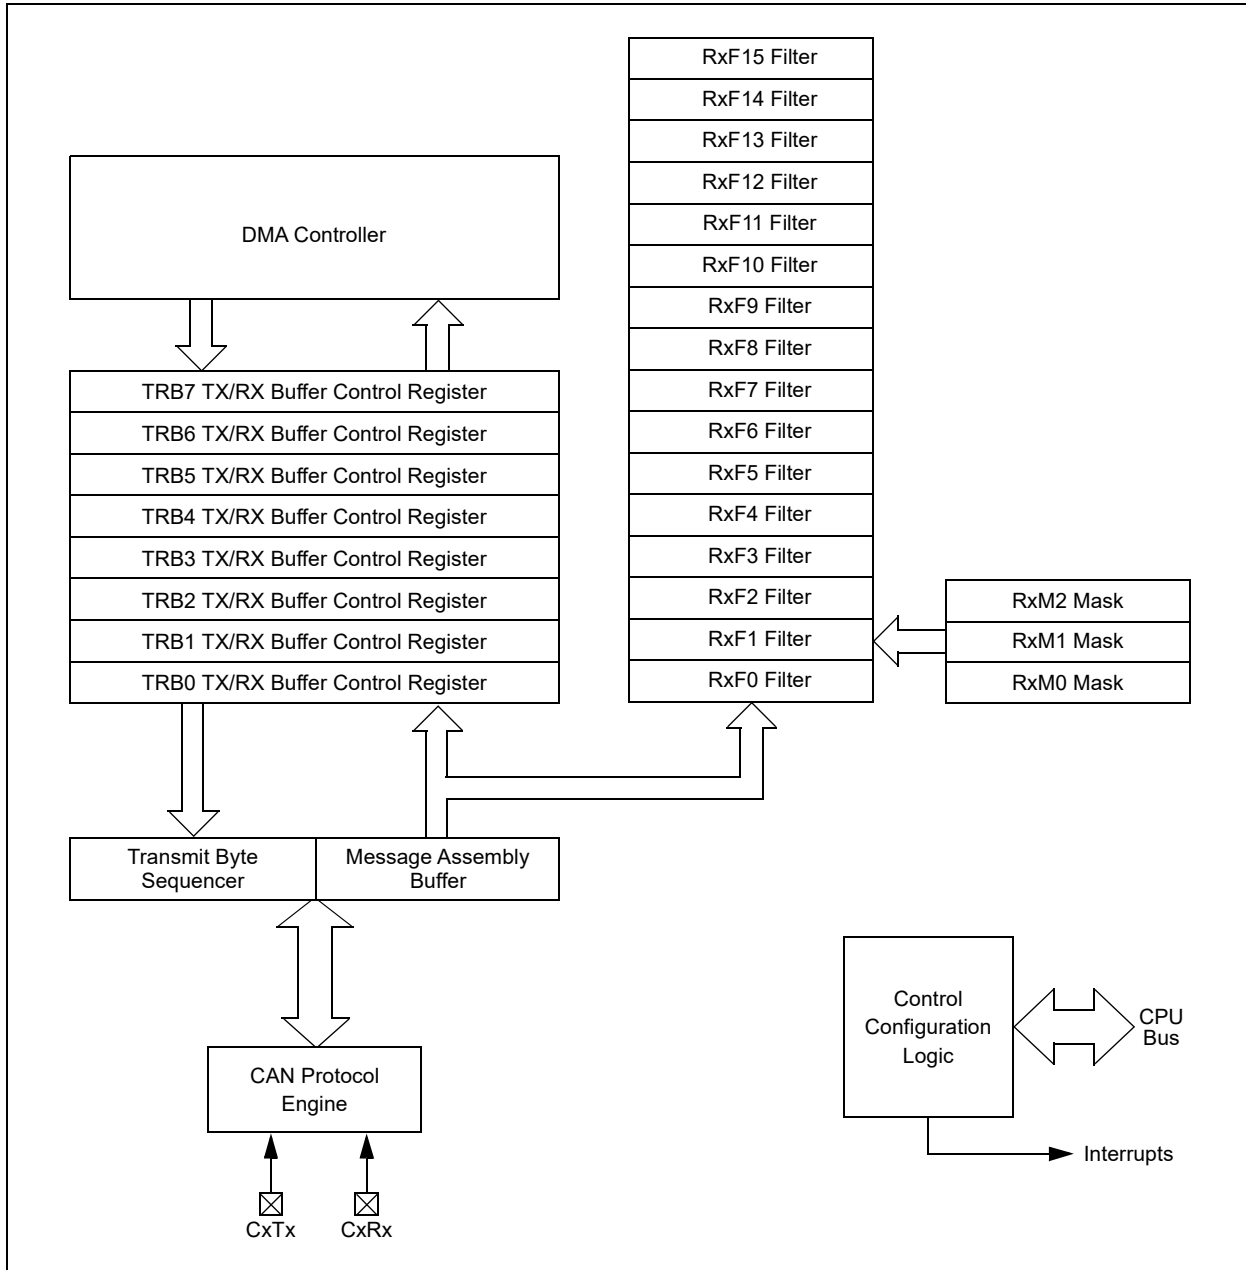 RxF15 Filter
RxF14 Filter
RxF13 Filter
RxF12 Filter
RxF11 Filter
RxF10 Filter
RxF9 Filter
RxF8 Filter
RxF7 Filter
RxF6 Filter
RxF5 Filter
RxF4 Filter
RxF3 Filter
RxF2 Filter
RxF1 Filter
RxF0 Filter
DMA Controller
TRB7 TX/RX Buffer Control Register
TRB6 TX/RX Buffer Control Register
TRB5 TX/RX Buffer Control Register
TRB4 TX/RX Buffer Control Register
TRB3 TX/RX Buffer Control Register
TRB2 TX/RX Buffer Control Register
TRB1 TX/RX Buffer Control Register
TRB0 TX/RX Buffer Control Register
RxM2 Mask
RxM1 Mask
RxM0 Mask
Transmit Byte
Sequencer
Message Assembly
Buffer
CAN Protocol
Engine
CxTx
CxRx
Control
Configuration
Logic
CPU
Bus
Interrupts